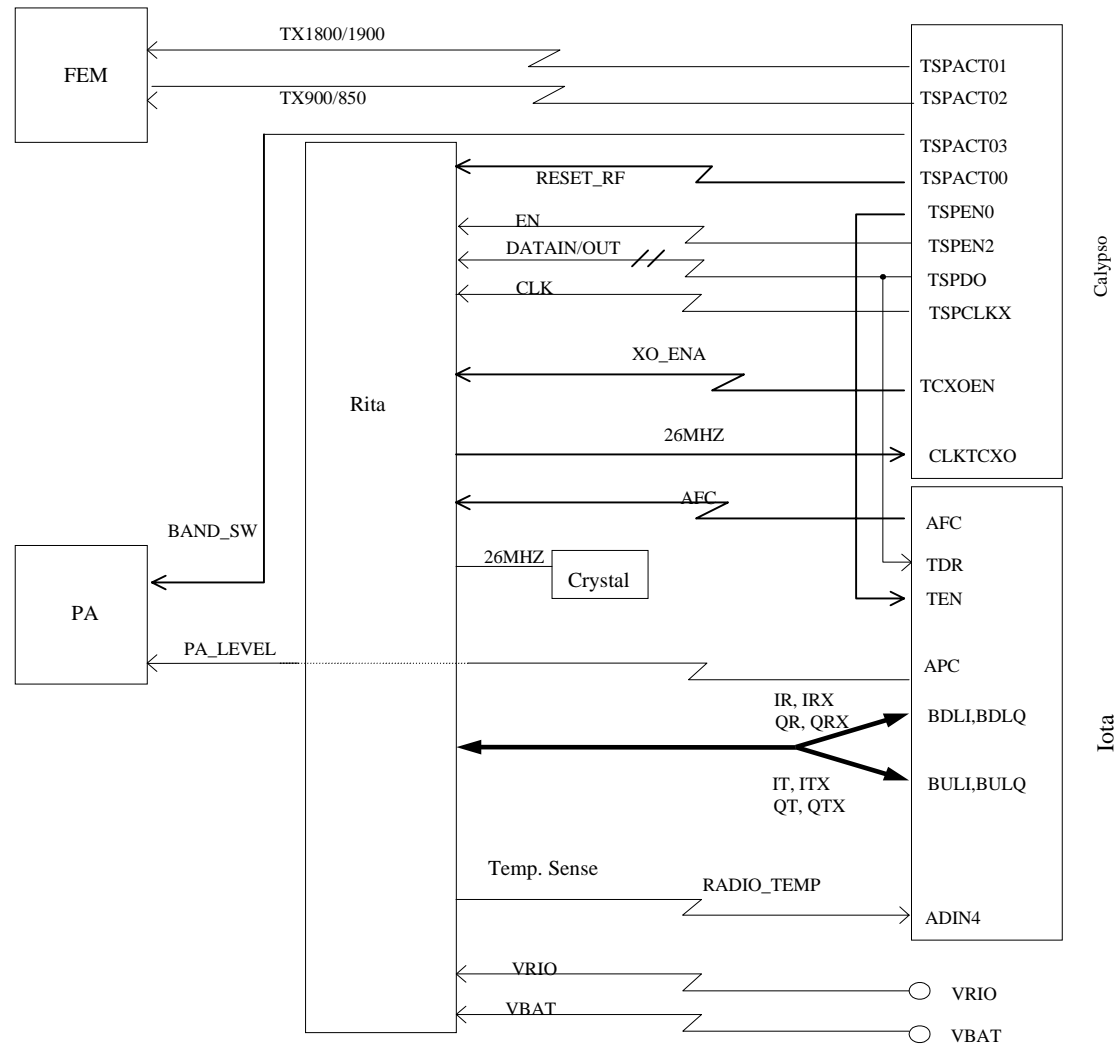 TX1800/1900
FEM
TSPACT01
TX900/850
TSPACT02
TSPACT03
RESET_RF
TSPACT00
EN
TSPEN0
DATAIN/OUT
TSPEN2
TSPDO
CLK
TSPCLKX
Calypso
XO_ENA
TCXOEN
Rita
26MHZ
CLKTCXO
AFC
AFC
BAND_SW
26MHZ
Crystal
TDR
TEN
PA
PA_LEVEL
APC
IR, IRX
QR, QRX
BDLI,BDLQ
Iota
IT, ITX
QT, QTX
BULI,BULQ
Temp. Sense
RADIO_TEMP
ADIN4
VRIO
VRIO
VBAT
VBAT